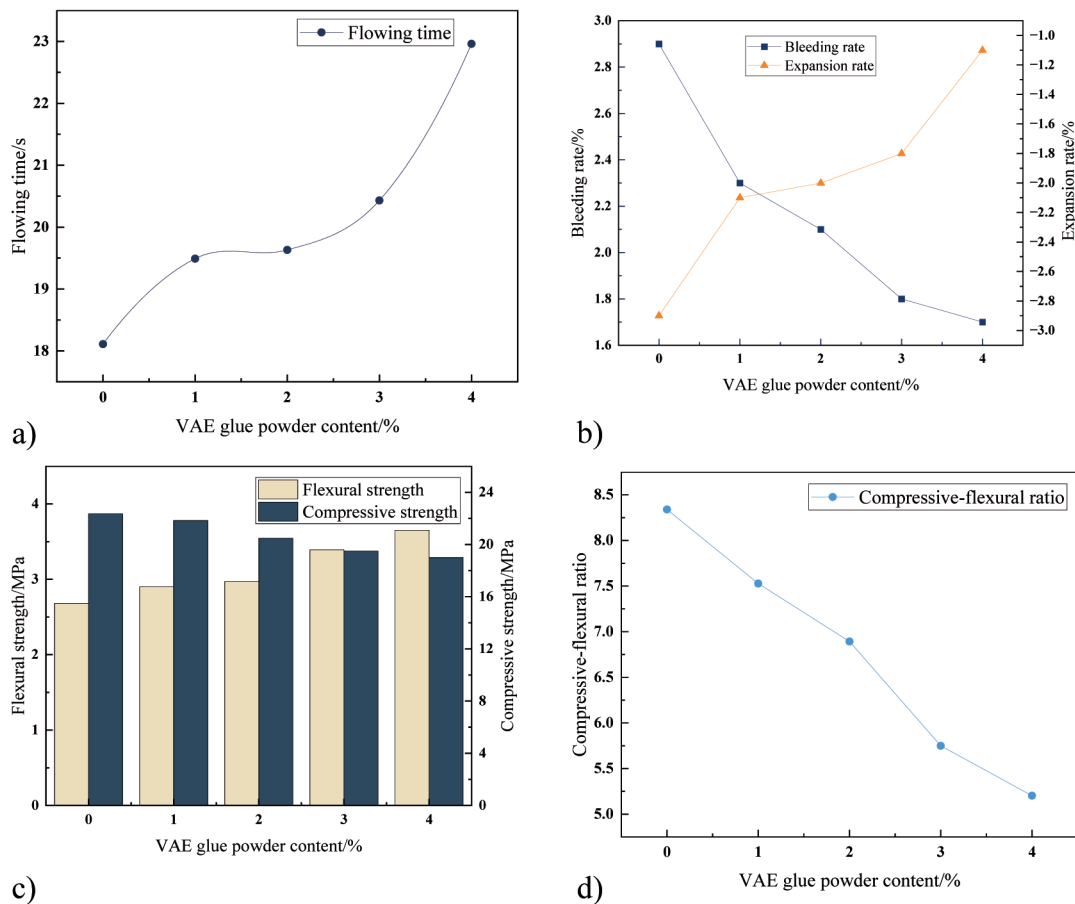 Flowing time
23
22
21
20
19
18
Flowing time/s
0 1 2 3 4
VAE glue powder content/%
a)
Bleeding rate
Expansion rate
3.0
2.8
2.6
2.4
2.2
2.0
1.8
1.6
Bleeding rate/%
−1.0
−1.2
−1.4
−1.6
−1.8
−2.0
−2.2
−2.4
−2.6
−2.8
−3.0
Expansion rate/%
0 1 2 3 4
VAE glue powder content/%
b)
Flexural strength
Compressive strength
4
3
2
1
0
Flexural strength/MPa
24
20
16
12
8
4
0
Compressive strength/MPa
0 1 2 3 4
VAE glue powder content/%
c)
Compressive-flexural ratio
8.5
8.0
7.5
7.0
6.5
6.0
5.5
5.0
Compressive-flexural ratio
0 1 2 3 4
VAE glue powder content/%
d)